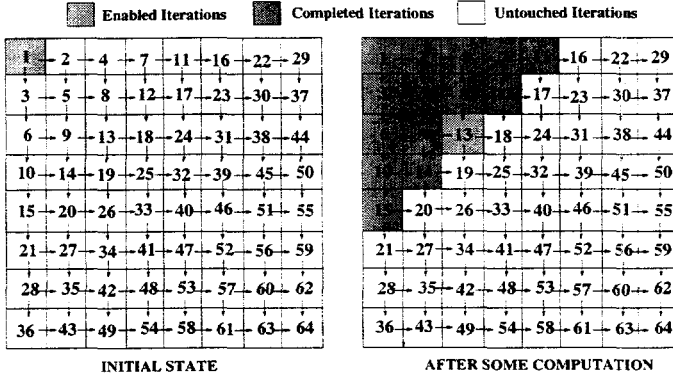 Enabled Iterations
Completed Iterations
Untouched Iterations
1 2 4 7 11 16 22 29
3 5 8 12 17 23 30 37
6 9 13 18 24 31 38 44
10 14 19 25 32 39 45 50
15 20 26 33 40 46 51 55
21 27 34 41 47 52 56 59
28 35 42 48 53 57 60 62
36 43 49 54 58 61 63 64
INITIAL STATE
16 22 29
17 23 30 37
13 18 24 31 38 44
14 19 25 32 39 45 50
15 20 26 33 40 46 51 55
21 27 34 41 47 52 56 59
28 35 42 48 53 57 60 62
36 43 49 54 58 61 63 64
AFTER SOME COMPUTATION